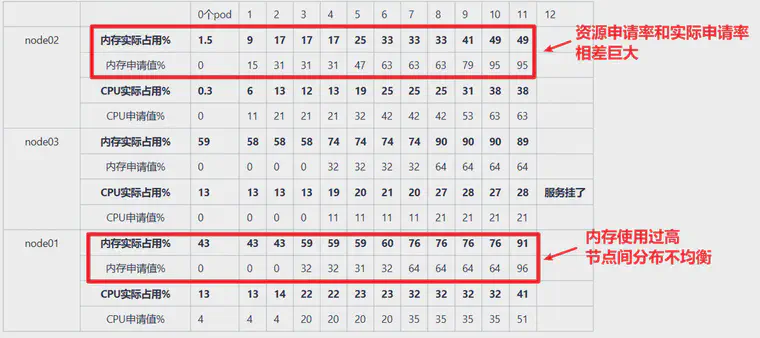 0个pod 1 2 3 4 5 6 7 8 9 10 11 12
node02 内存实际占用% 1.5 9 17 17 17 25 33 33 33 41 49 49
内存申请值% 0 15 31 31 31 47 63 63 63 79 95 95
CPU实际占用% 0.3 6 13 12 13 19 25 25 25 31 38 38
CPU申请值% 0 11 21 21 21 32 42 42 42 53 63 63
node03 内存实际占用% 59 58 58 58 74 74 74 74 90 90 90 89
内存申请值% 0 0 0 0 32 32 32 32 64 64 64 64
CPU实际占用% 13 13 13 13 19 20 21 20 27 28 27 28 服务挂了
CPU申请值% 0 0 0 0 11 11 11 11 21 21 21 21
node01 内存实际占用% 43 43 43 59 59 59 60 76 76 76 76 91
内存申请值% 0 0 0 32 32 31 32 64 64 64 64 96
CPU实际占用% 13 13 14 22 22 23 23 32 32 32 32 41
CPU申请值% 4 4 4 20 20 20 20 35 35 35 35 51
资源申请率和实际申请率
相差巨大
内存使用过高
节点间分布不均衡